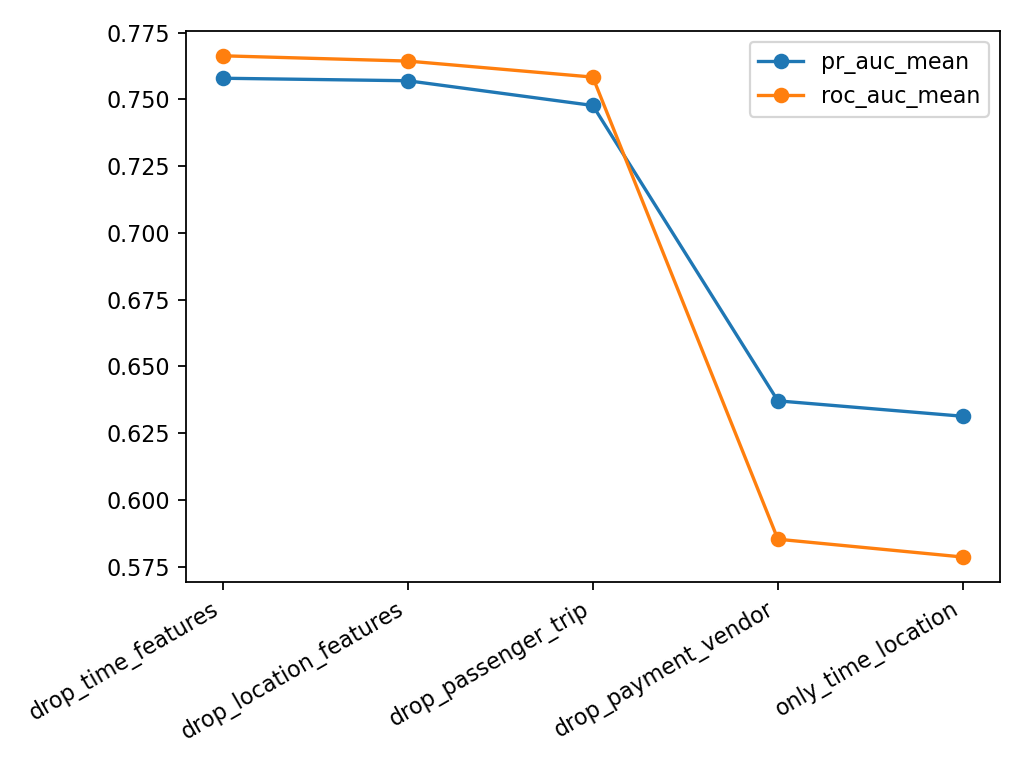 0.775
0.750
0.725
0.700
0.675
0.650
0.625
0.600
0.575
pr_auc_mean
roc_auc_mean
drop_time_features
drop_location_features
drop_passenger_trip
drop_payment_vendor
only_time_location